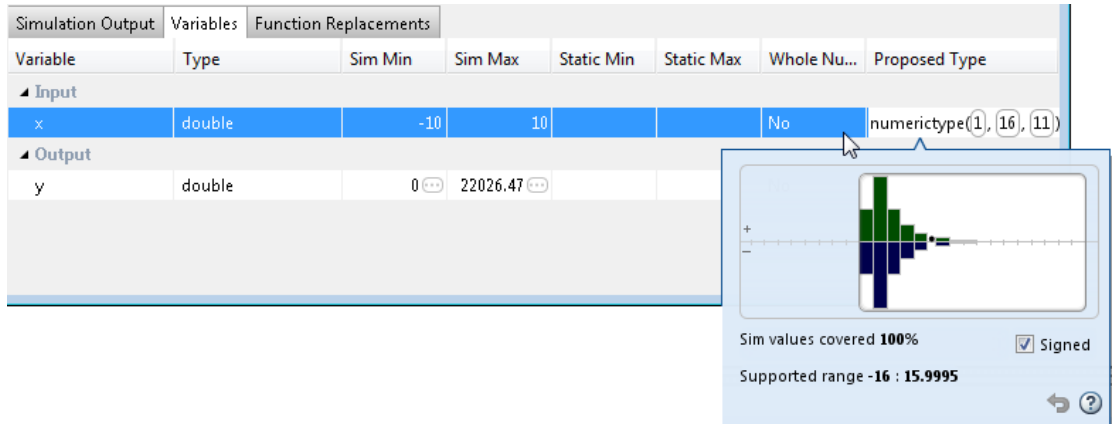 Simulation Output Variables Function Replacements
Variable Type Sim Min Sim Max Static Min Static Max Whole Nu... Proposed Type
Input
x double -10 10 No numerictype(1, 16, 11)
Output
y double 0 22026.47
+
−
Sim values covered 100% Signed
Supported range -16 : 15.9995